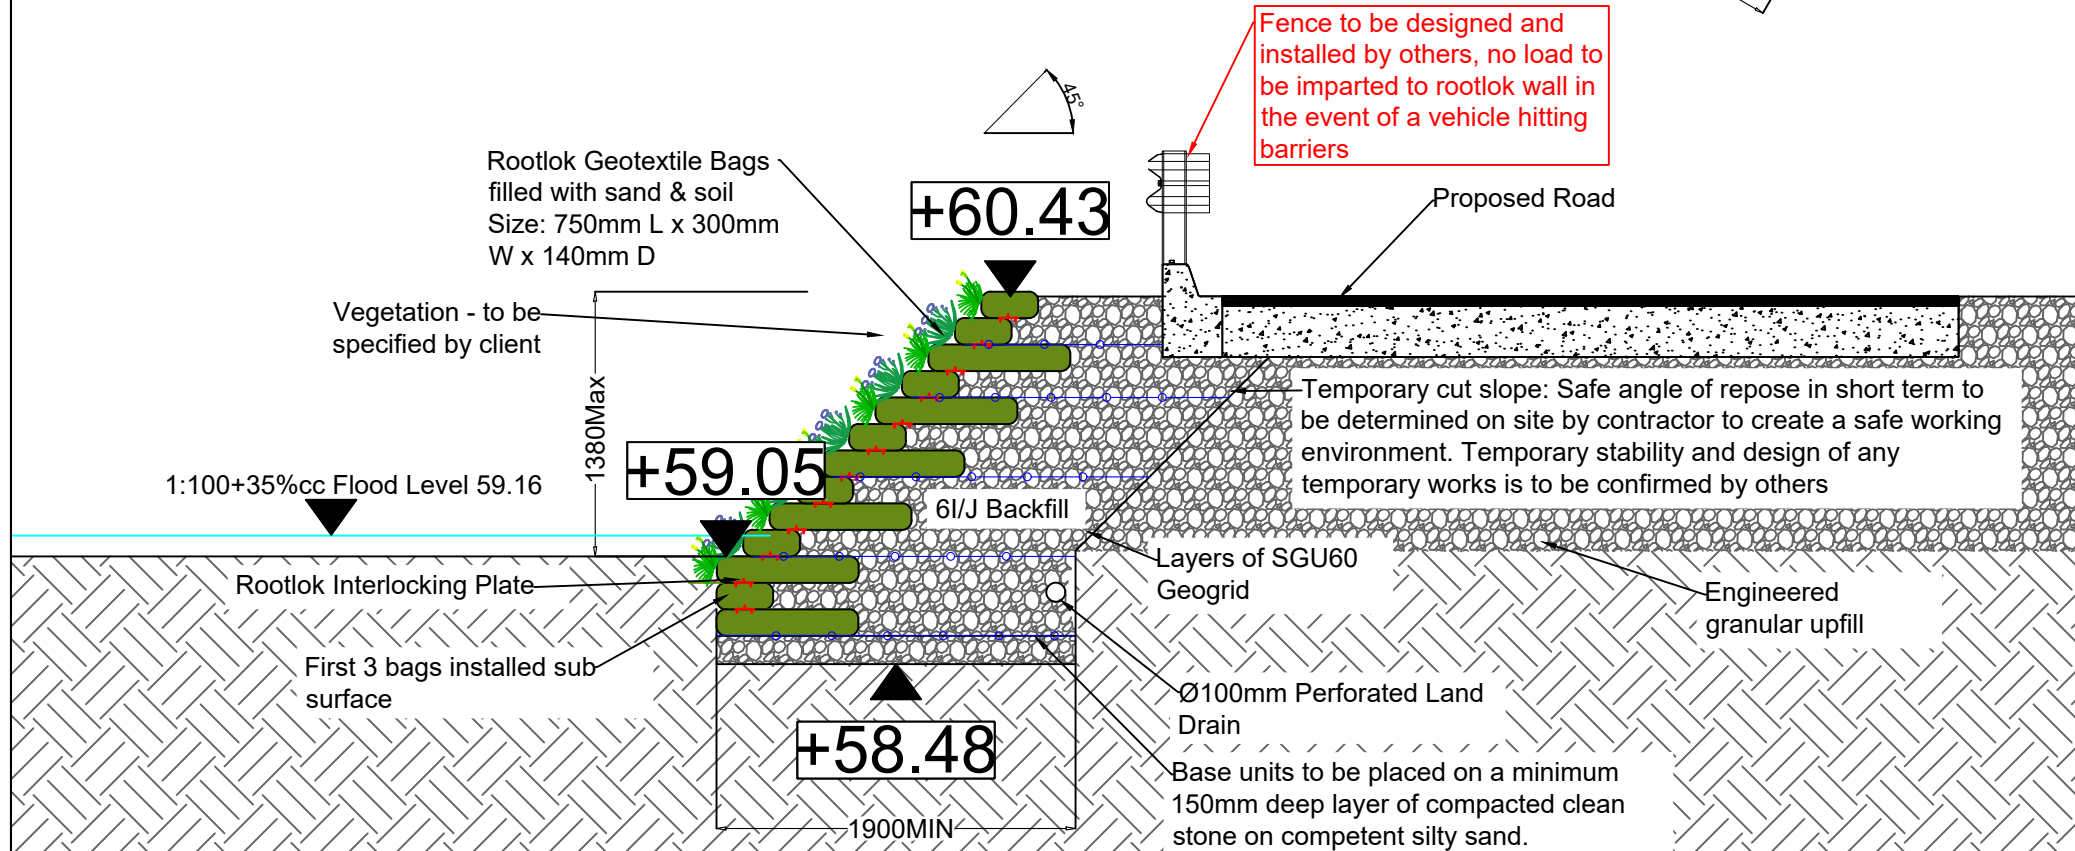 Fence to be designed and
installed by others, no load to
be imparted to rootlok wall in
the event of a vehicle hitting
barriers
45°
Rootlok Geotextile Bags
filled with sand & soil
Size: 750mm L x 300mm
W x 140mm D
+60.43
Proposed Road
Vegetation - to be
specified by client
1380Max
Temporary cut slope: Safe angle of repose in short term to
be determined on site by contractor to create a safe working
environment. Temporary stability and design of any
temporary works is to be confirmed by others
+59.05
1:100+35%cc Flood Level 59.16
6I/J Backfill
Layers of SGU60
Geogrid
Rootlok Interlocking Plate
Engineered
granular upfill
First 3 bags installed sub
surface
Ø100mm Perforated Land
Drain
+58.48
Base units to be placed on a minimum
150mm deep layer of compacted clean
stone on competent silty sand.
1900MIN